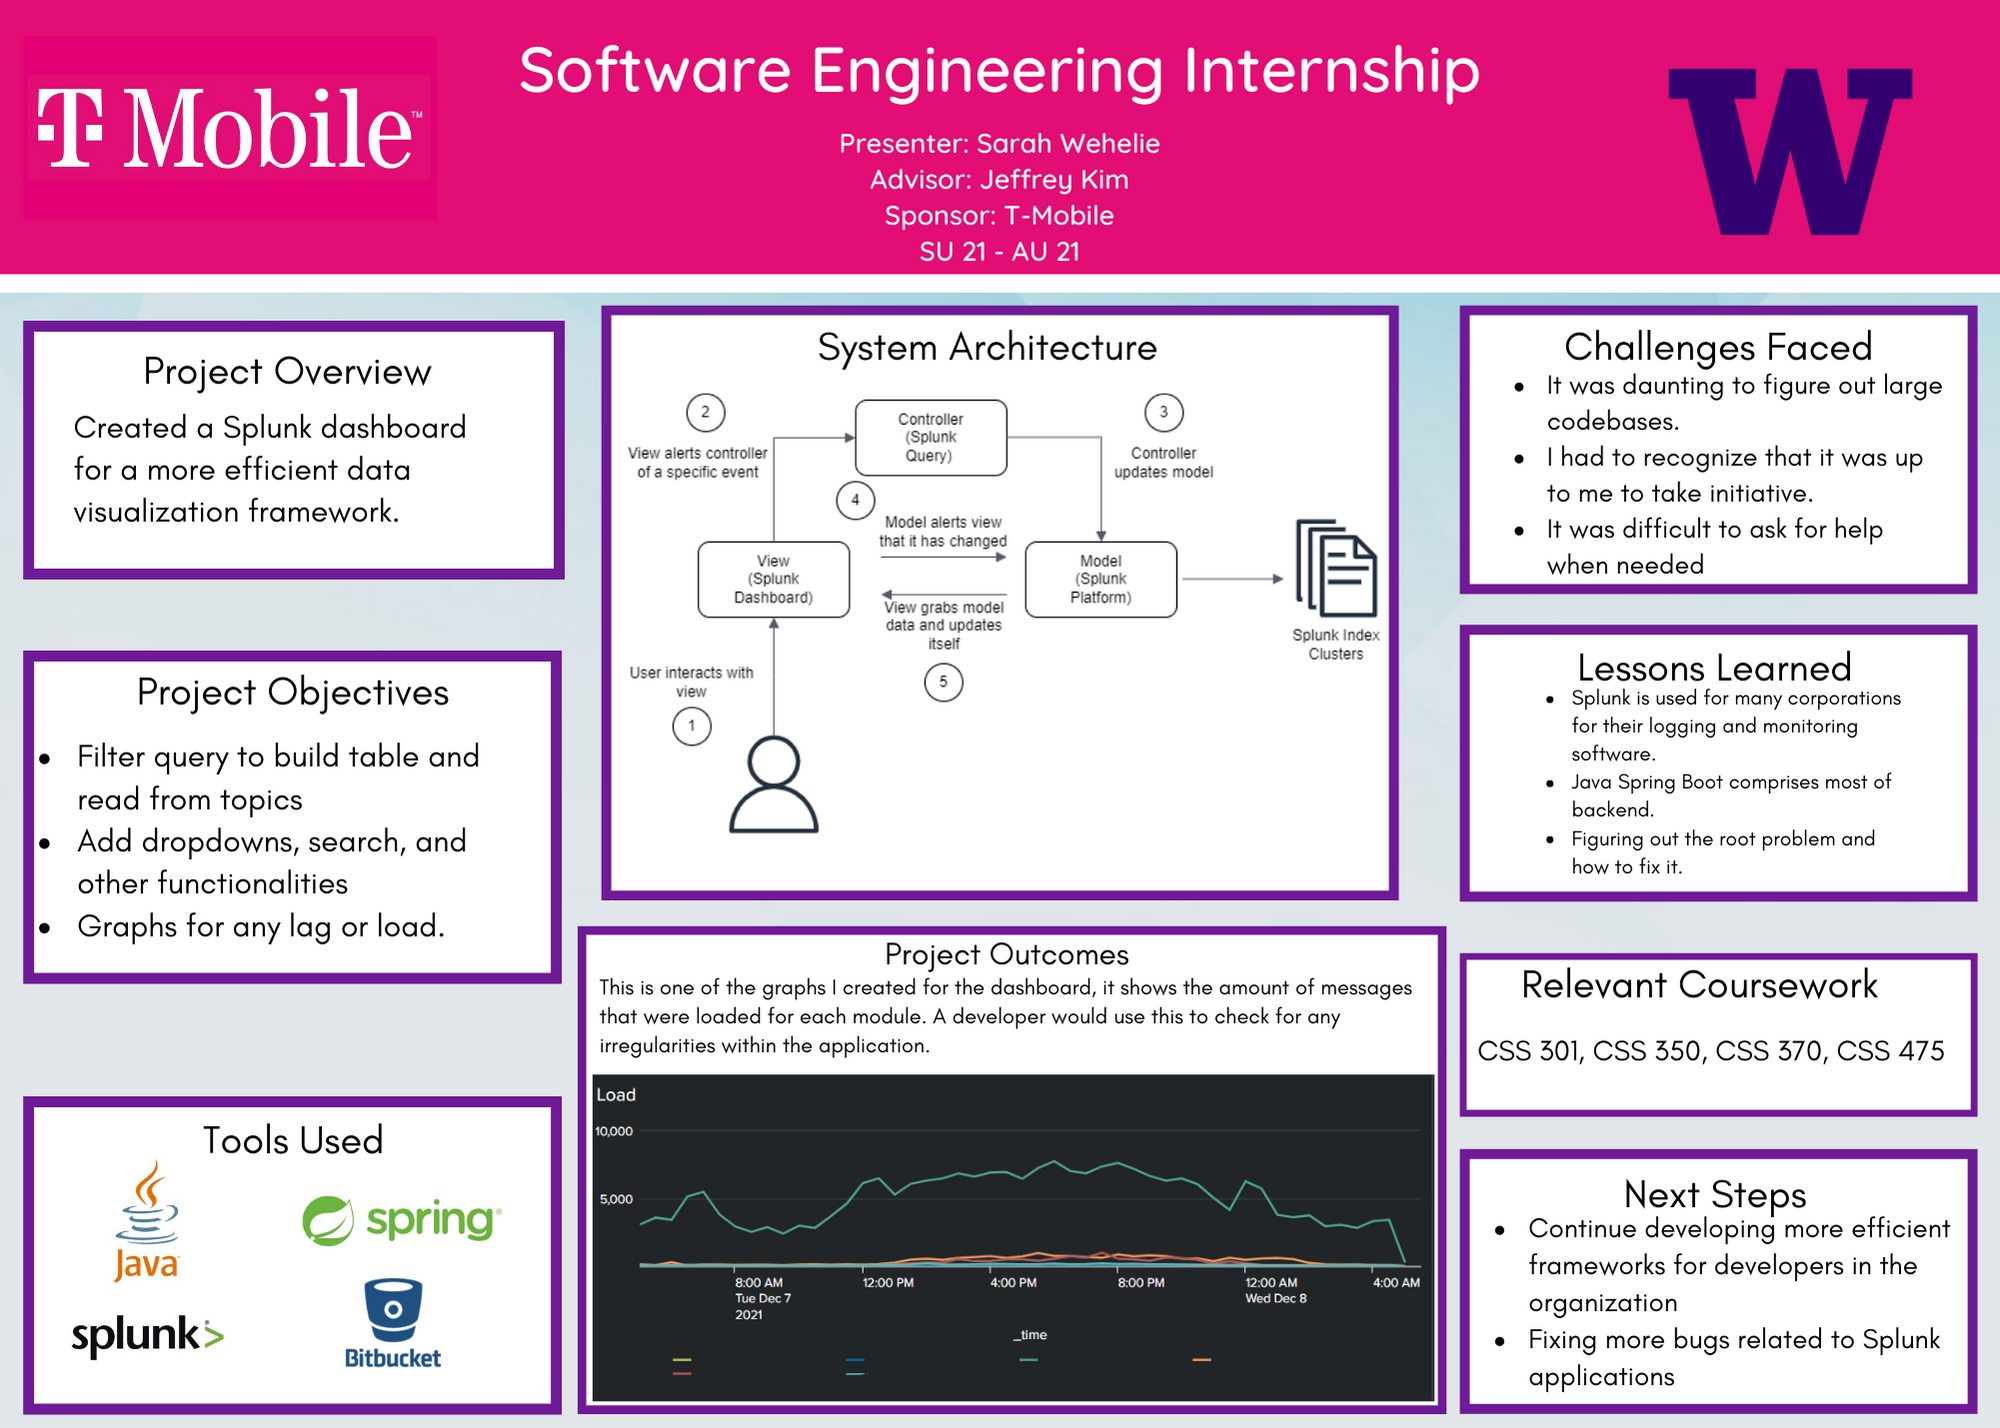 T Mobile™
Software Engineering Internship
Presenter: Sarah Wehelie
Advisor: Jeffrey Kim
Sponsor: T-Mobile
SU 21 - AU 21
W
Project Overview
Created a Splunk dashboard
for a more efficient data
visualization framework.
Project Objectives
• Filter query to build table and
read from topics
• Add dropdowns, search, and
other functionalities
• Graphs for any lag or load.
Tools Used
Java
spring®
splunk>
Bitbucket
System Architecture
2
View alerts controller
of a specific event
Controller
(Splunk
Query)
3
Controller
updates model
4
Model alerts view
that it has changed
View
(Splunk
Dashboard)
Model
(Splunk
Platform)
View grabs model
data and updates
itself
5
Splunk Index
Clusters
User interacts with
view
1
Project Outcomes
This is one of the graphs I created for the dashboard, it shows the amount of messages
that were loaded for each module. A developer would use this to check for any
irregularities within the application.
Load
10,000
5,000
8:00 AM
Tue Dec 7
2021
12:00 PM
4:00 PM
8:00 PM
12:00 AM
Wed Dec 8
4:00 AM
_time
Challenges Faced
• It was daunting to figure out large
codebases.
• I had to recognize that it was up
to me to take initiative.
• It was difficult to ask for help
when needed
Lessons Learned
• Splunk is used for many corporations
for their logging and monitoring
software.
• Java Spring Boot comprises most of
backend.
• Figuring out the root problem and
how to fix it.
Relevant Coursework
CSS 301, CSS 350, CSS 370, CSS 475
Next Steps
• Continue developing more efficient
frameworks for developers in the
organization
• Fixing more bugs related to Splunk
applications